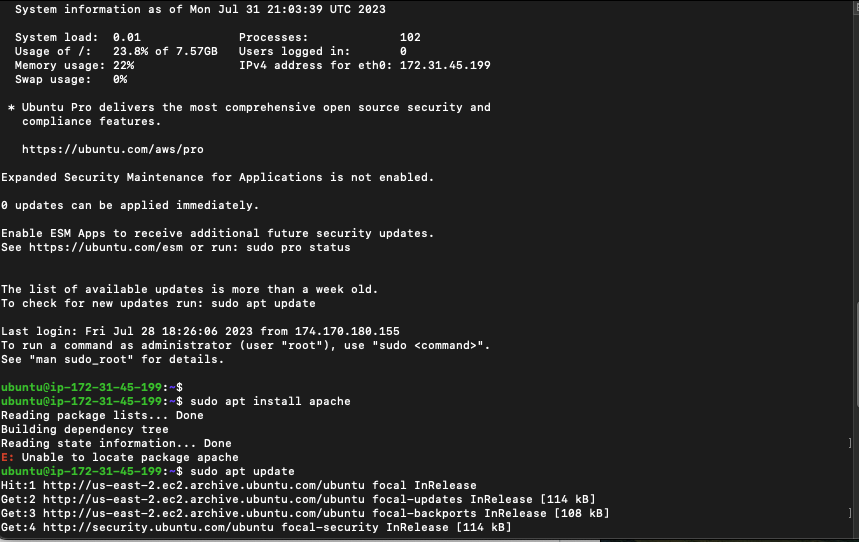 System information as of Mon Jul 31 21:03:39 UTC 2023
System load:  0.01              Processes:             102
Usage of /:   23.8% of 7.57GB   Users logged in:       0
Memory usage: 22%               IPv4 address for eth0: 172.31.45.199
Swap usage:   0%
* Ubuntu Pro delivers the most comprehensive open source security and
compliance features.
https://ubuntu.com/aws/pro
Expanded Security Maintenance for Applications is not enabled.
0 updates can be applied immediately.
Enable ESM Apps to receive additional future security updates.
See https://ubuntu.com/esm or run: sudo pro status
The list of available updates is more than a week old.
To check for new updates run: sudo apt update
Last login: Fri Jul 28 18:26:06 2023 from 174.170.180.155
To run a command as administrator (user "root"), use "sudo <command>".
See "man sudo_root" for details.
ubuntu@ip-172-31-45-199:~$
ubuntu@ip-172-31-45-199:~$ sudo apt install apache
Reading package lists... Done
Building dependency tree
Reading state information... Done
E: Unable to locate package apache
ubuntu@ip-172-31-45-199:~$ sudo apt update
Hit:1 http://us-east-2.ec2.archive.ubuntu.com/ubuntu focal InRelease
Get:2 http://us-east-2.ec2.archive.ubuntu.com/ubuntu focal-updates InRelease [114 kB]
Get:3 http://us-east-2.ec2.archive.ubuntu.com/ubuntu focal-backports InRelease [108 kB]
Get:4 http://security.ubuntu.com/ubuntu focal-security InRelease [114 kB]